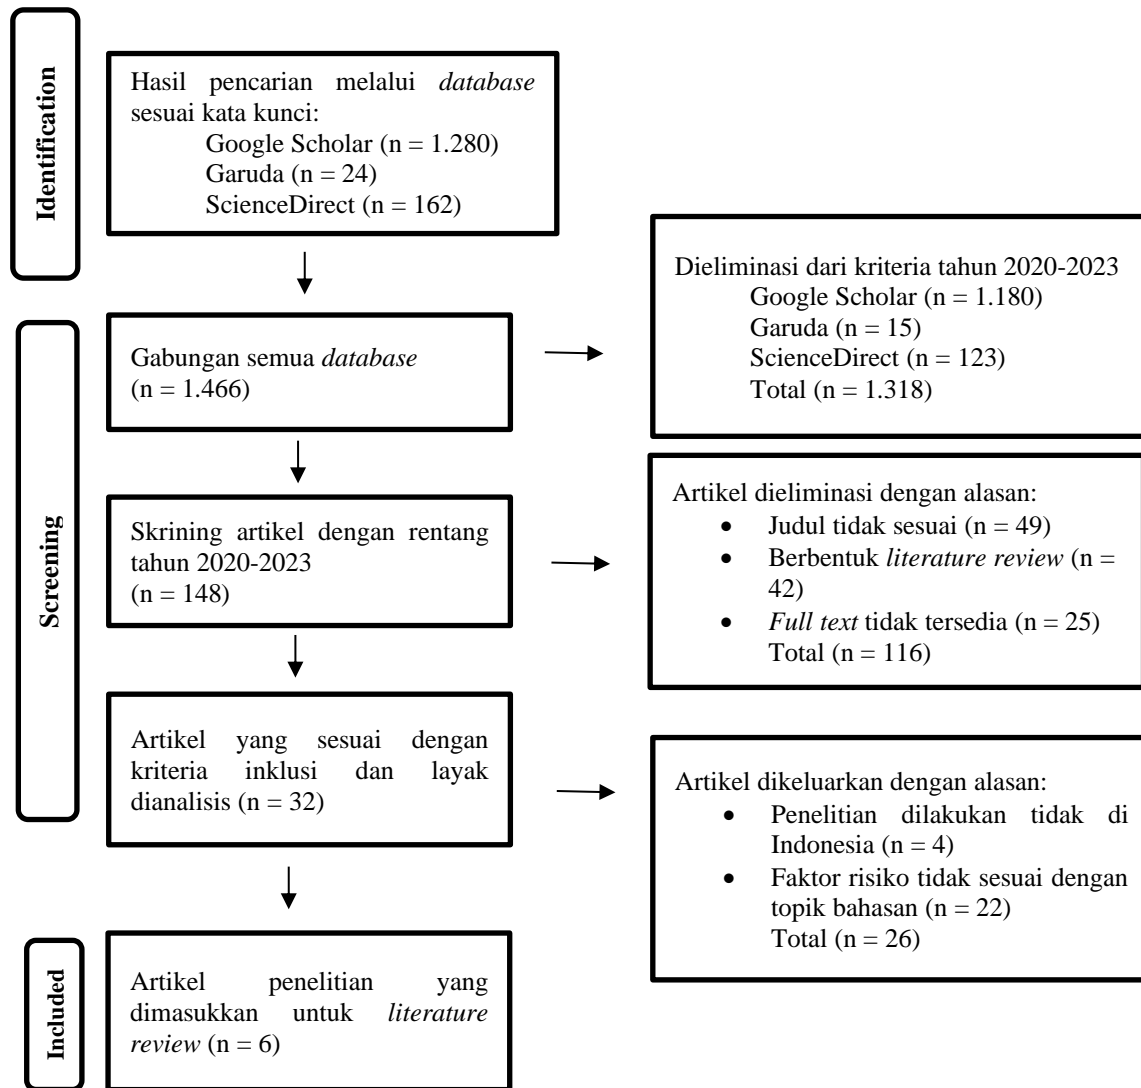 Identification
Hasil pencarian melalui database
sesuai kata kunci:
Google Scholar (n = 1.280)
Garuda (n = 24)
ScienceDirect (n = 162)
Dieliminasi dari kriteria tahun 2020-2023
Google Scholar (n = 1.180)
Garuda (n = 15)
ScienceDirect (n = 123)
Total (n = 1.318)
Screening
Gabungan semua database
(n = 1.466)
Skrining artikel dengan rentang
tahun 2020-2023
(n = 148)
Artikel dieliminasi dengan alasan:
• Judul tidak sesuai (n = 49)
• Berbentuk literature review (n =
42)
• Full text tidak tersedia (n = 25)
Total (n = 116)
Artikel yang sesuai dengan
kriteria inklusi dan layak
dianalisis (n = 32)
Artikel dikeluarkan dengan alasan:
• Penelitian dilakukan tidak di
Indonesia (n = 4)
• Faktor risiko tidak sesuai dengan
topik bahasan (n = 22)
Total (n = 26)
Included
Artikel penelitian yang
dimasukkan untuk literature
review (n = 6)